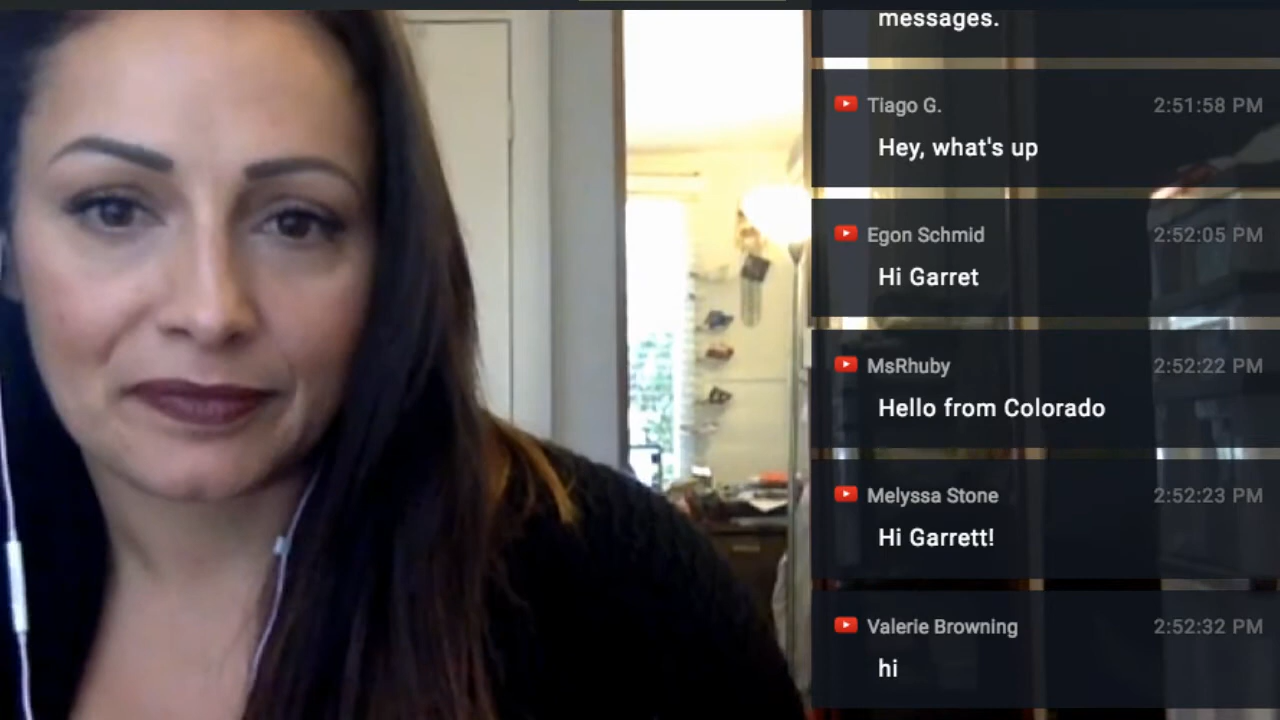 messages.
Tiago G. 2:51:58 PM
Hey, what's up
Egon Schmid 2:52:05 PM
Hi Garret
MsRhuby 2:52:22 PM
Hello from Colorado
Melyssa Stone 2:52:23 PM
Hi Garrett!
Valerie Browning 2:52:32 PM
hi